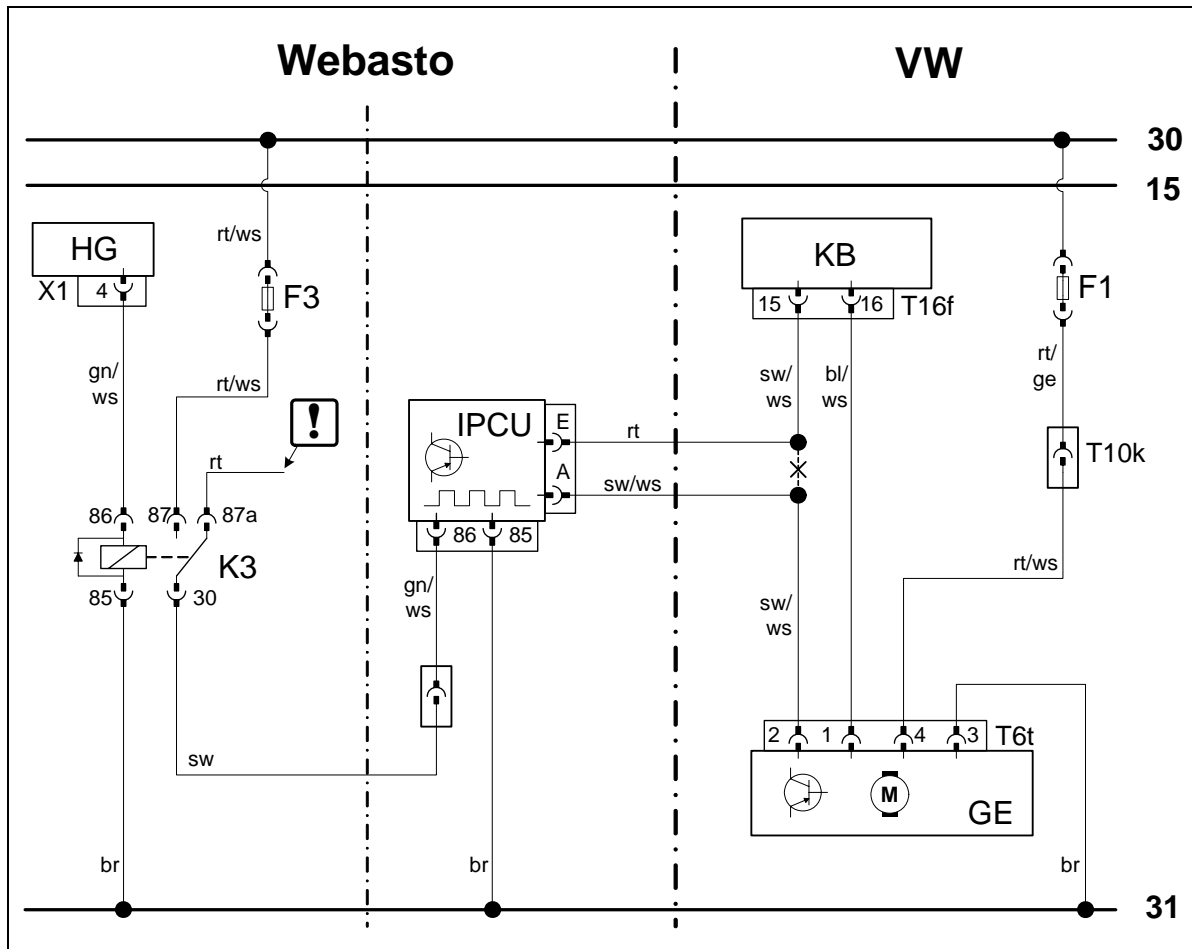 Webasto
VW
30
15
HG
X1
4
rt/ws
F3
KB
15
16
T16f
F1
gn/
ws
rt/ws
!
rt
IPCU
E
A
rt
sw/ws
sw/
ws
bl/
ws
rt/
ge
T10k
86
87
87a
K3
85
30
86
85
gn/
ws
sw/
ws
rt/ws
sw
2
1
4
3
T6t
M
GE
br
br
br
31